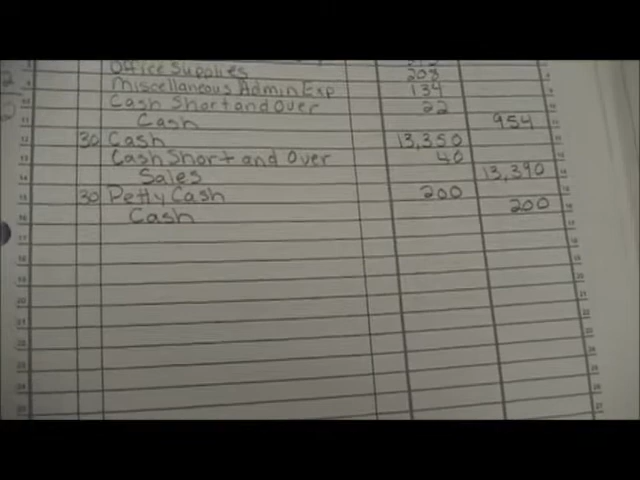 Office Supplies 208
Miscellaneous Admin Exp 134
Cash Short and Over 22
Cash 954
30 Cash 13,350
Cash Short and Over 40
Sales 13,390
30 Petty Cash 200
Cash 200